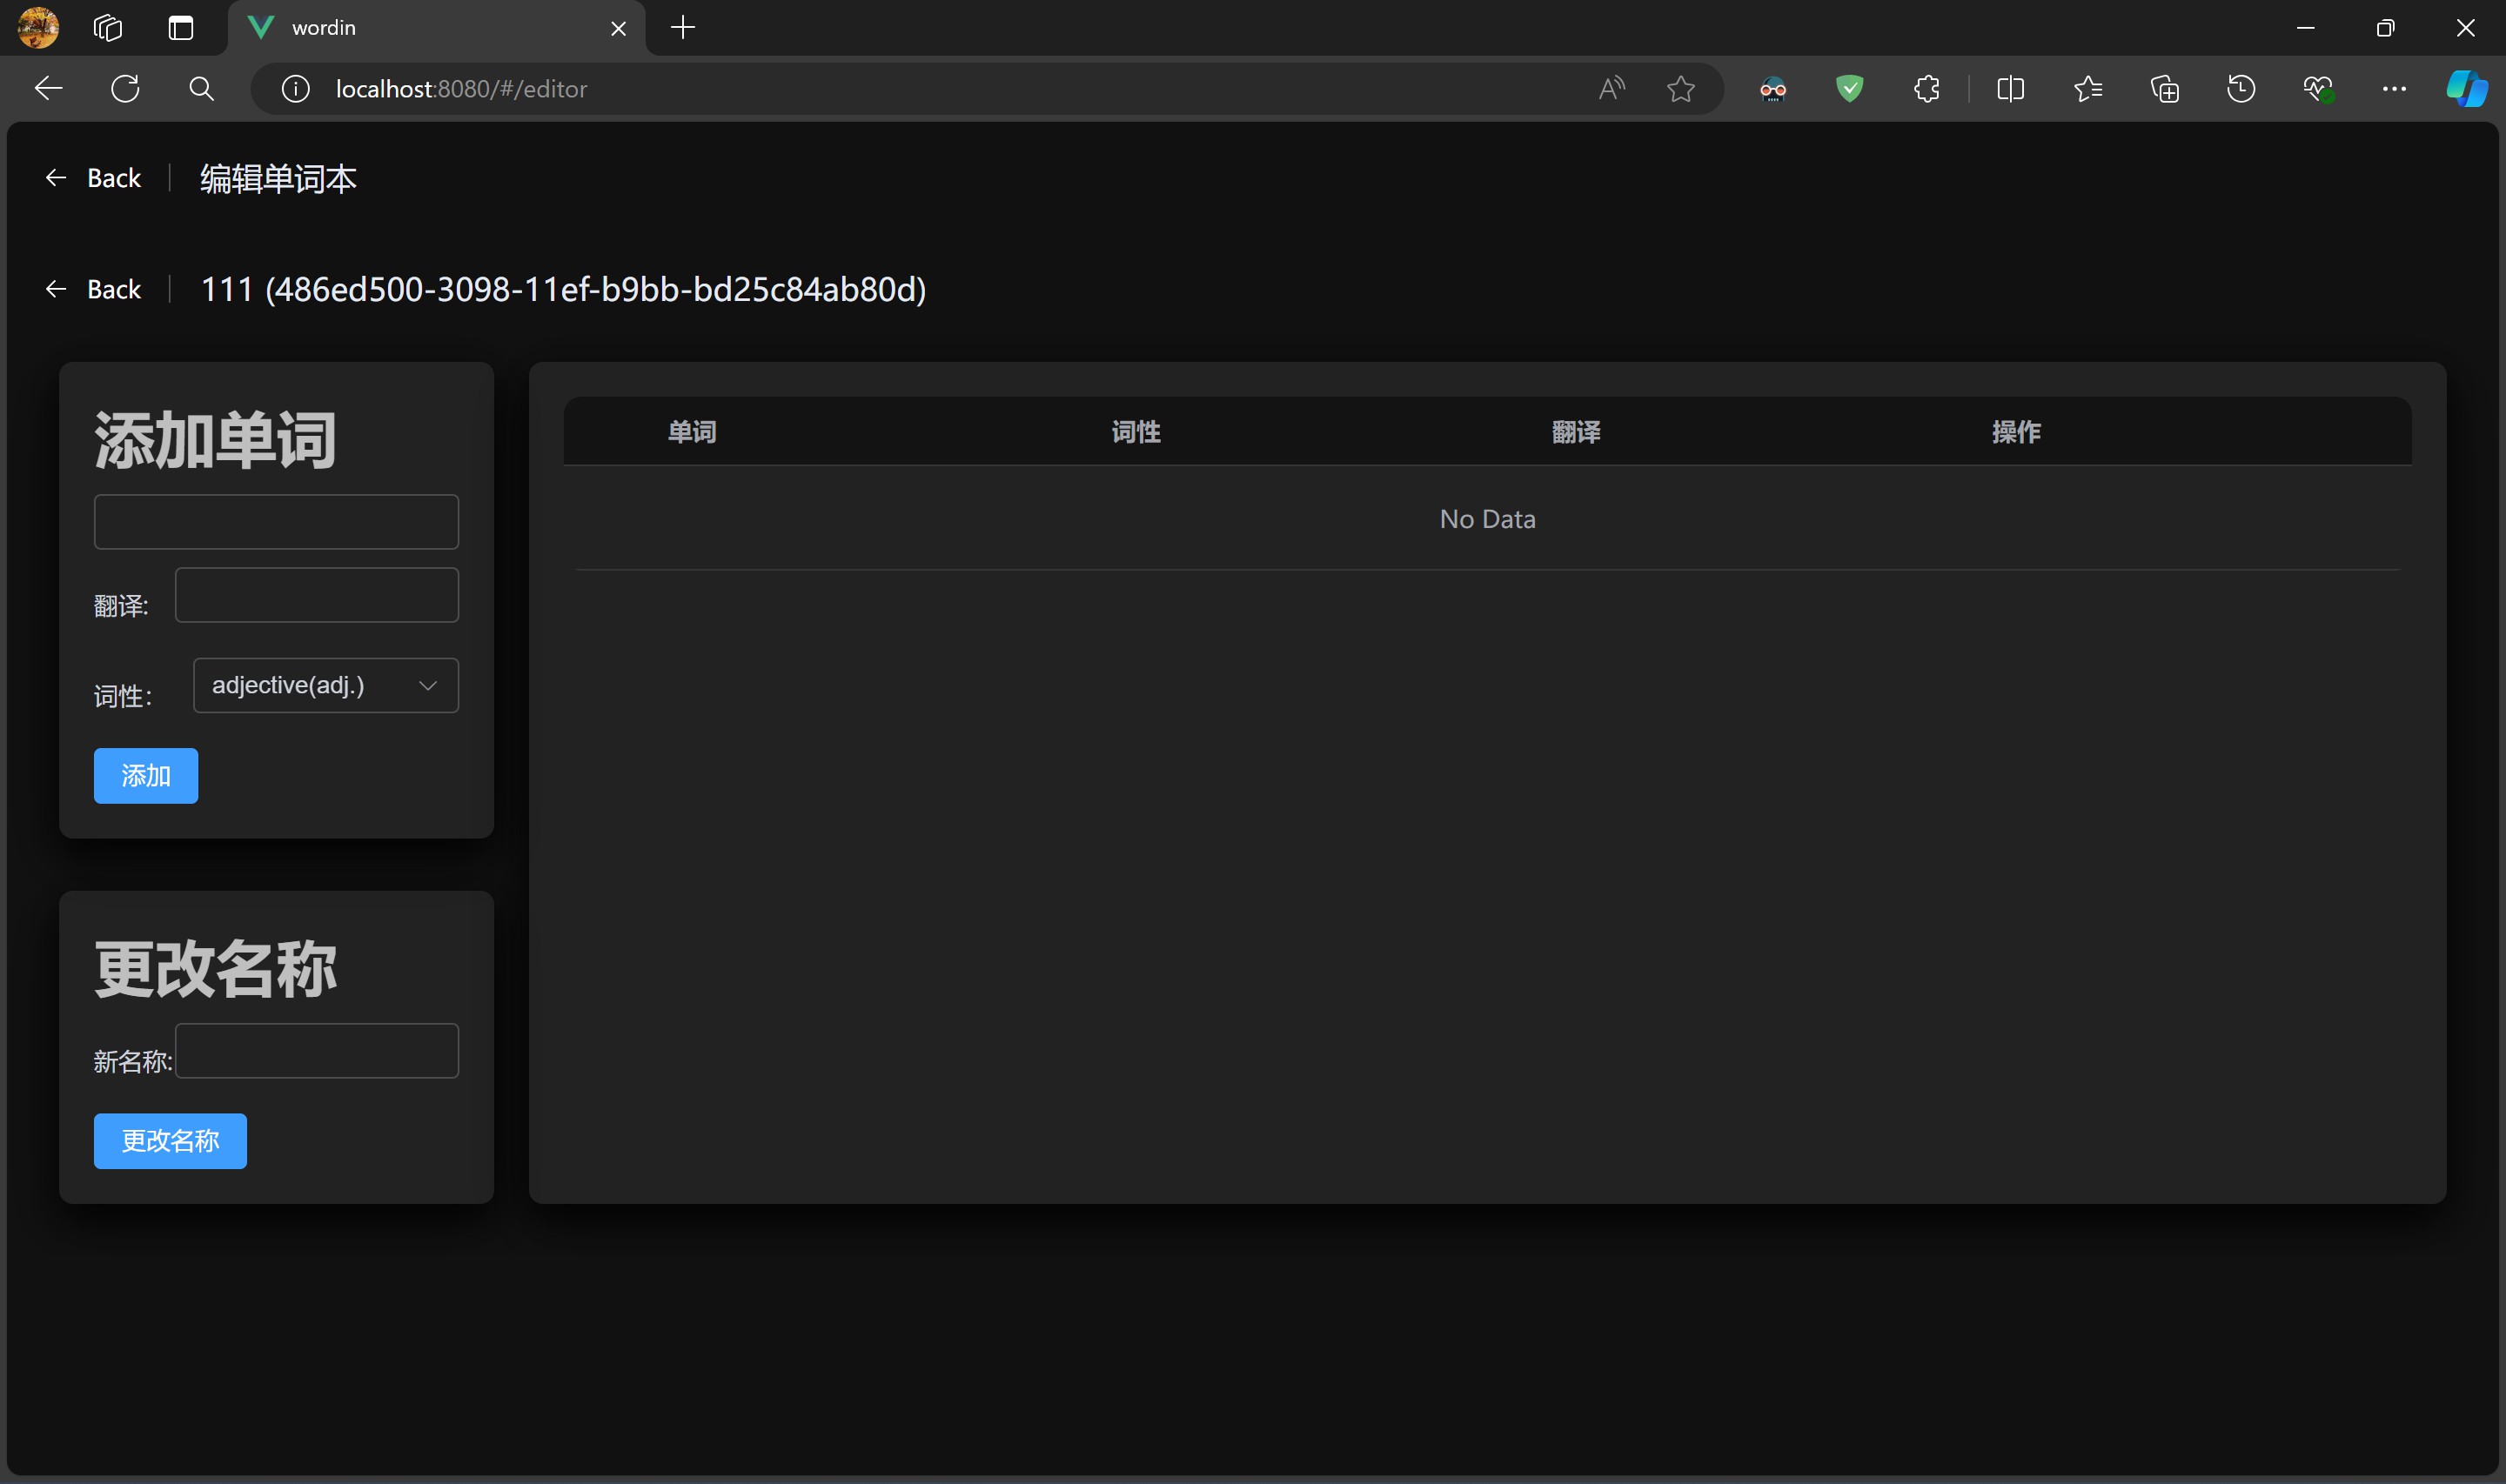 wordin
localhost:8080/#/editor
Back
编辑单词本
Back
111 (486ed500-3098-11ef-b9bb-bd25c84ab80d)
添加单词
翻译:
词性：
adjective(adj.)
添加
更改名称
新名称:
更改名称
单词 词性 翻译 操作
No Data